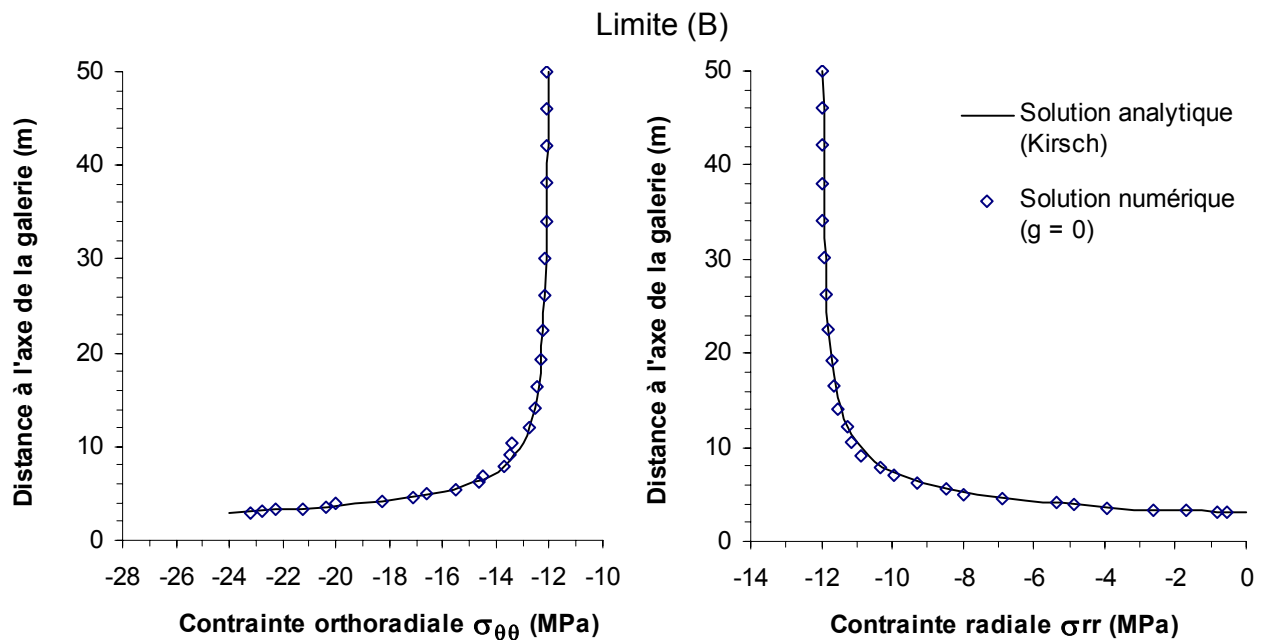 Limite (B)
Distance à l'axe de la galerie (m)
50
40
30
20
10
0
-28 -26 -24 -22 -20 -18 -16 -14 -12 -10
Contrainte orthoradiale σθθ (MPa)
Distance à l'axe de la galerie (m)
50
40
30
20
10
0
-14 -12 -10 -8 -6 -4 -2 0
Contrainte radiale σrr (MPa)
Solution analytique
(Kirsch)
Solution numérique
(g = 0)